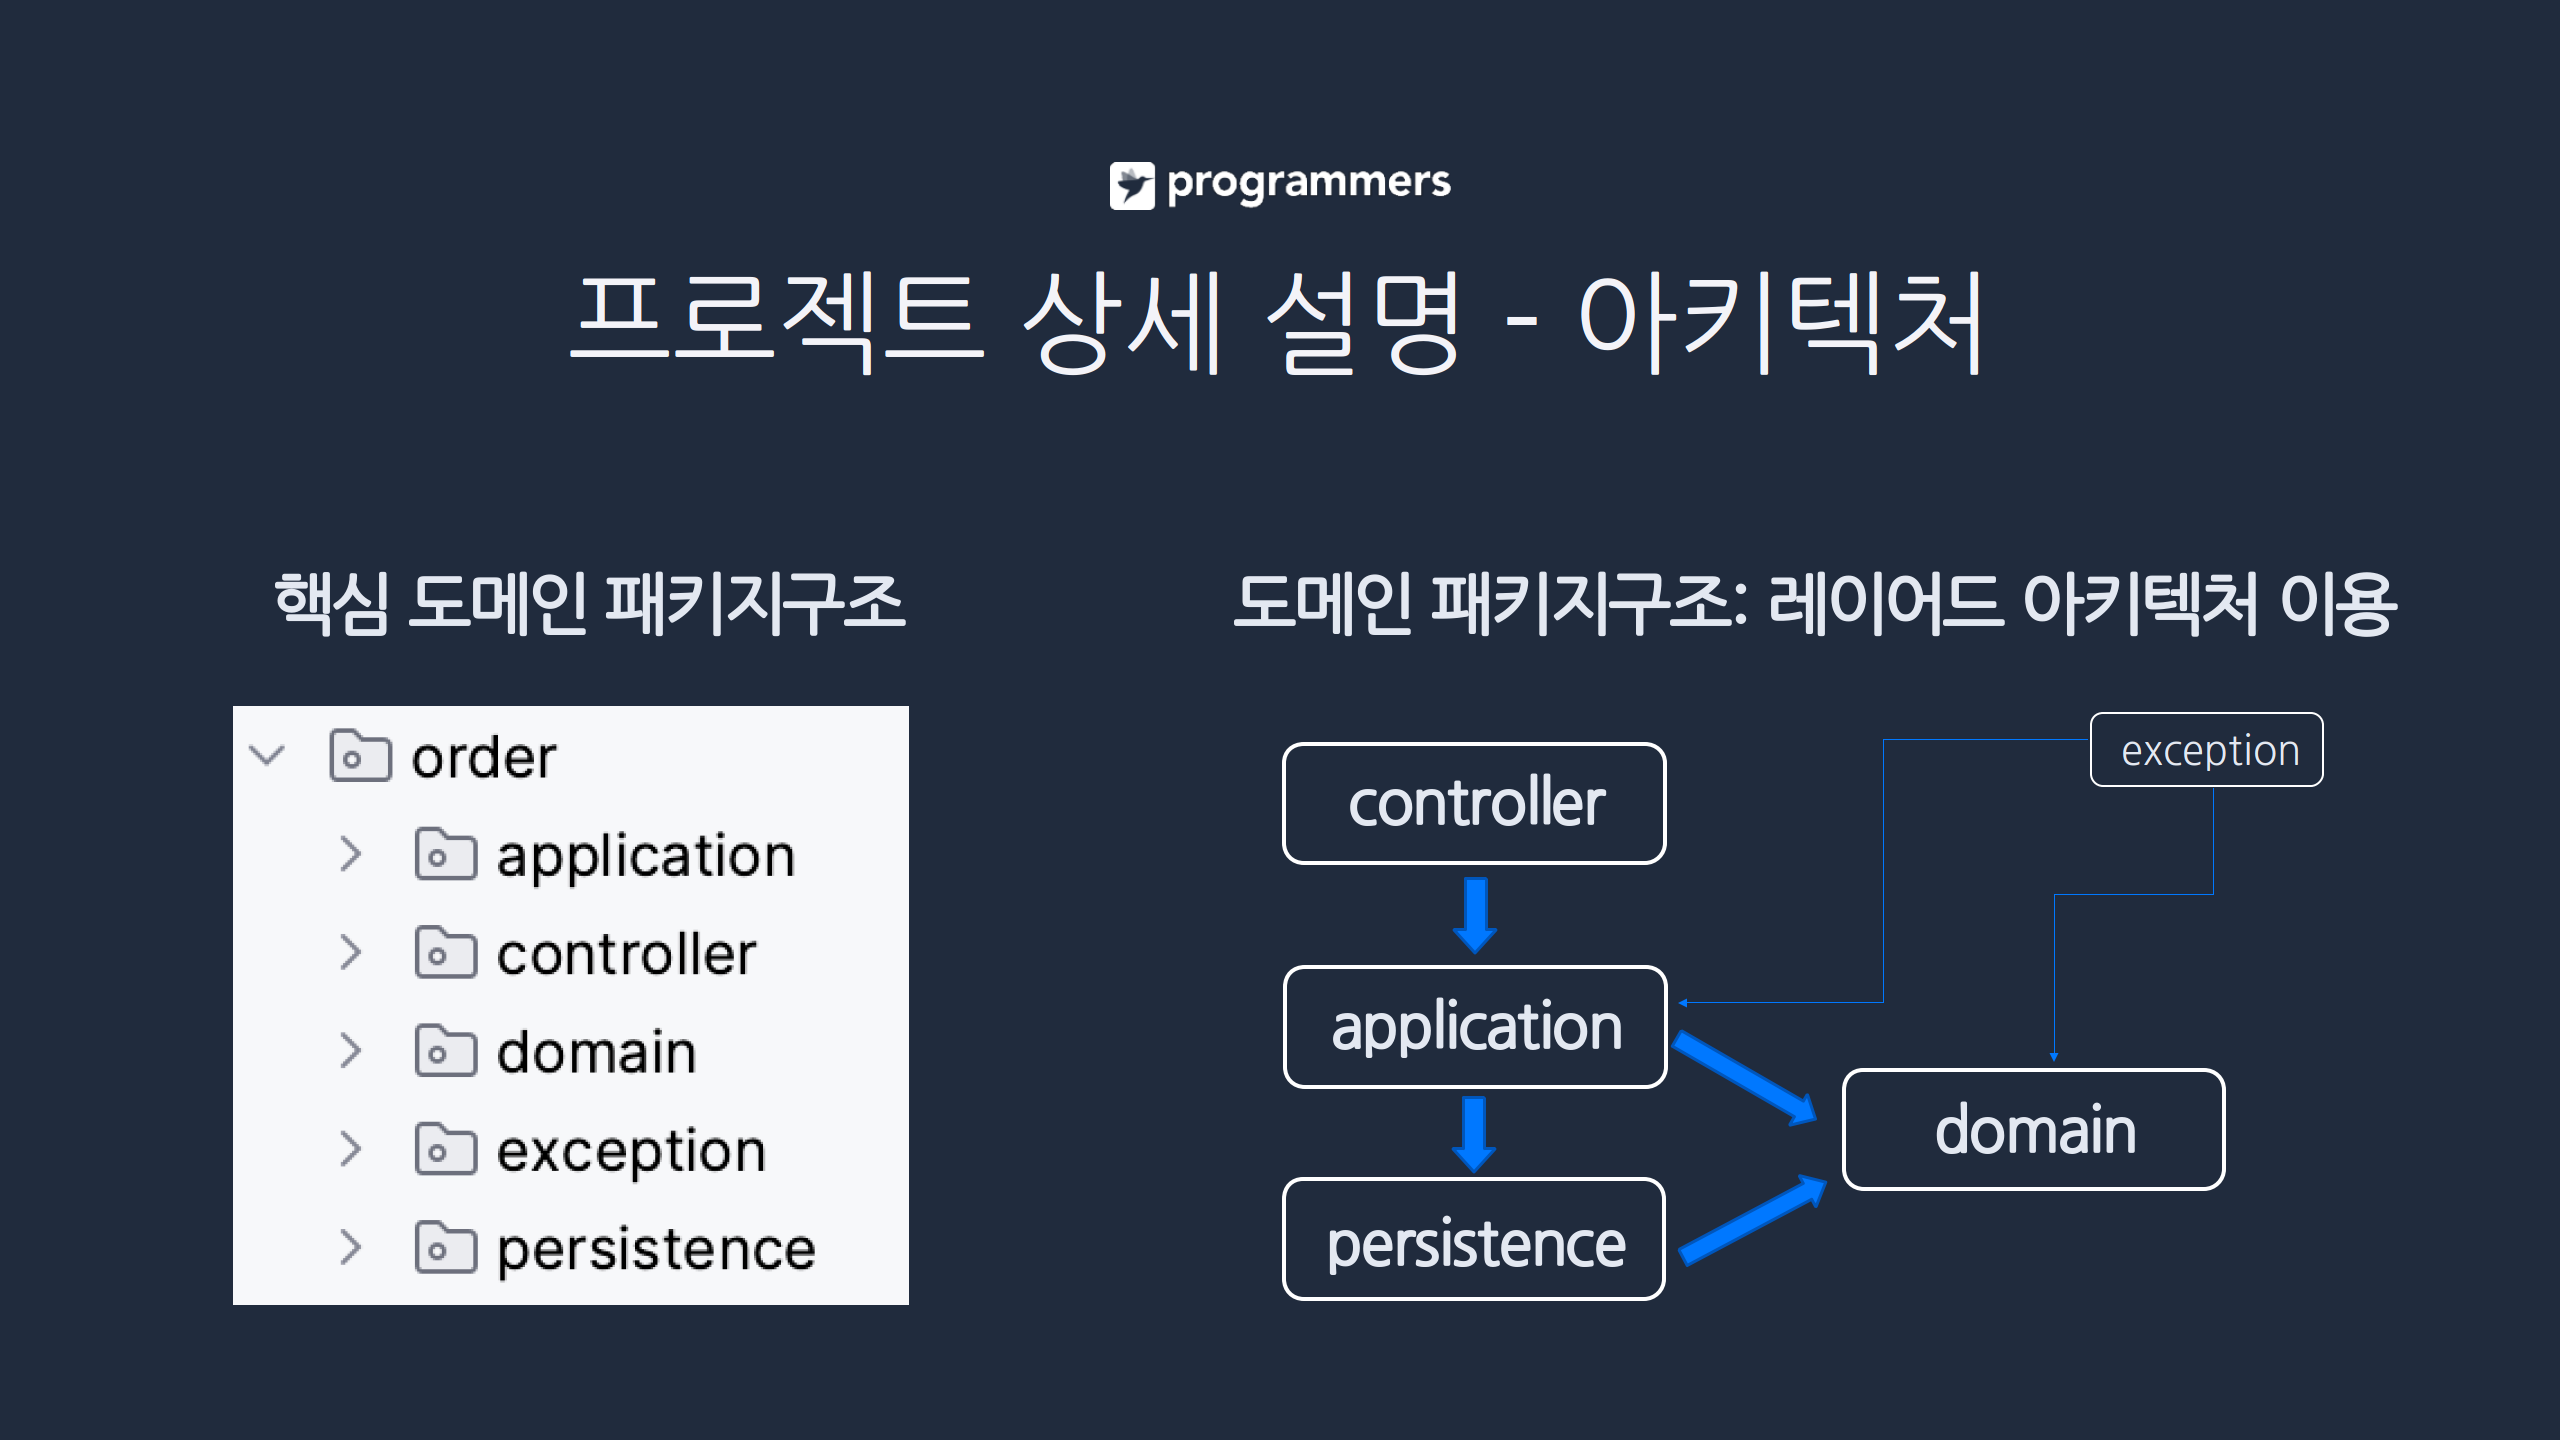 programmers
프로젝트 상세 설명 - 아키텍처
핵심 도메인 패키지구조
order
application
controller
domain
exception
persistence
도메인 패키지구조: 레이어드 아키텍처 이용
exception
controller
application
domain
persistence